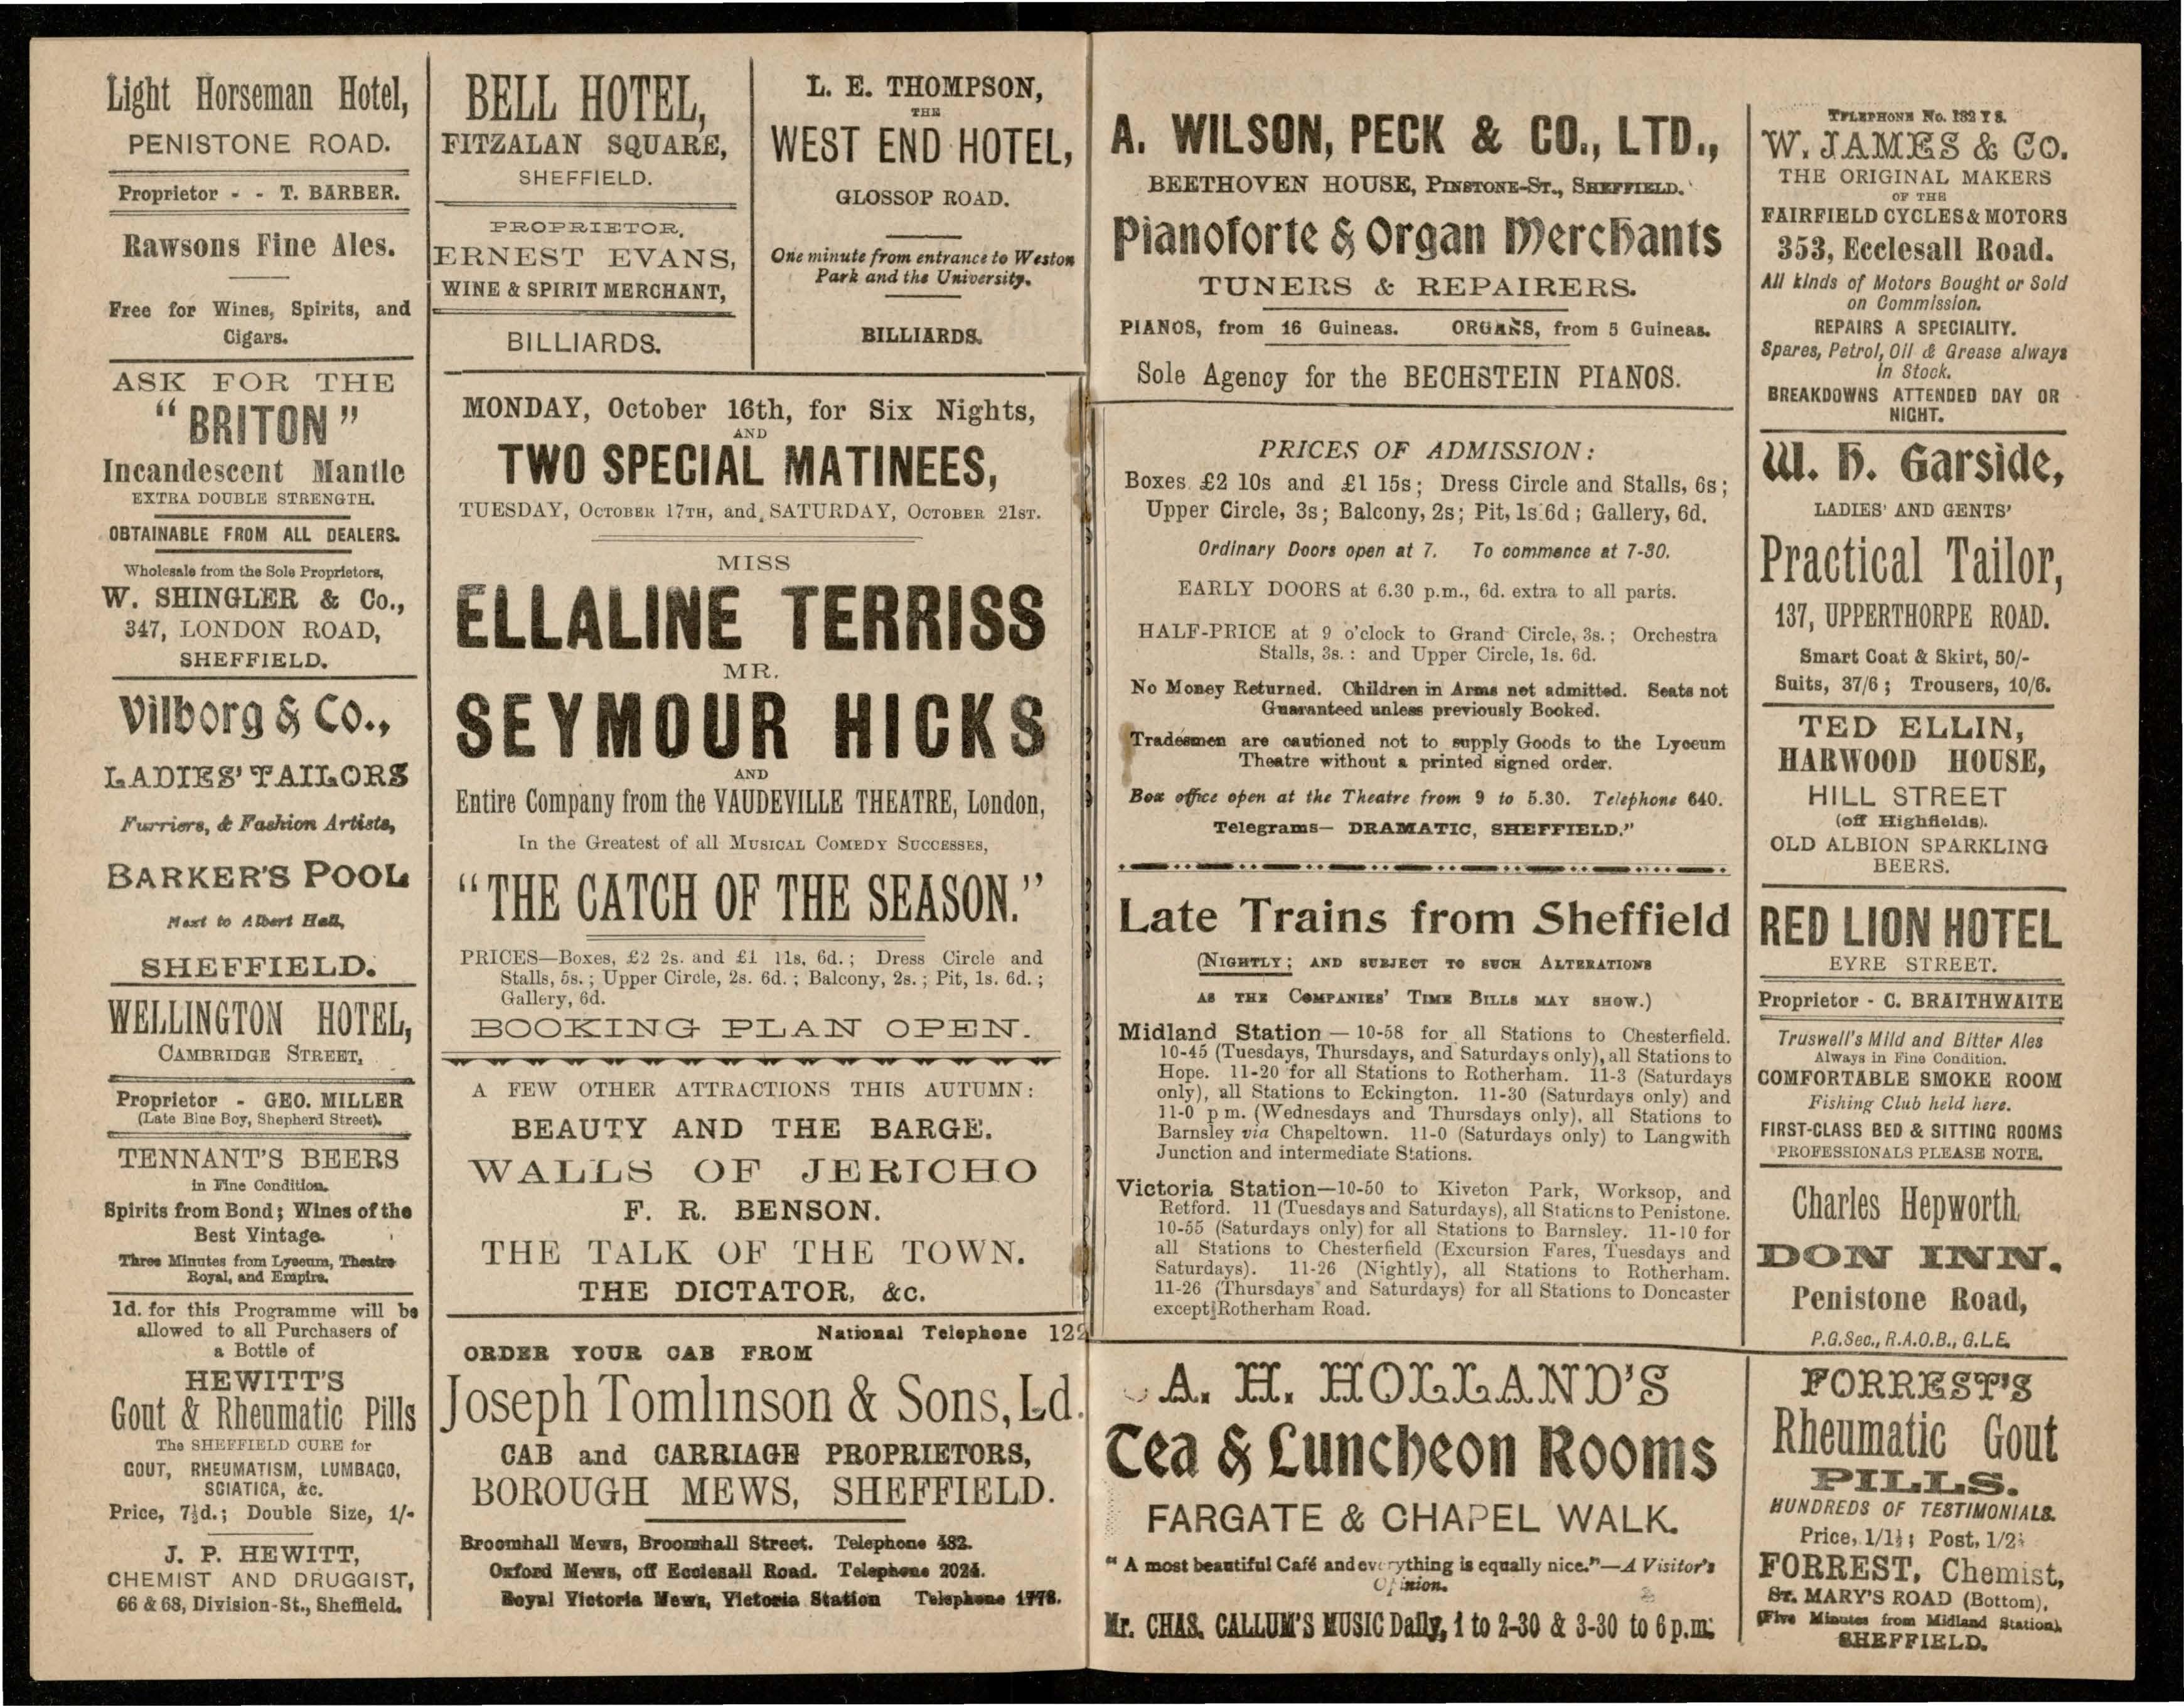 Light Horseman Hotel,
PENISTONE ROAD.
Proprietor - - T. BARBER.
Rawsons Fine Ales.
Free for Wines, Spirits, and
Cigars.
ASK FOR THE
"BRITON"
Incandescent Mantle
EXTRA DOUBLE STRENGTH.
OBTAINABLE FROM ALL DEALERS.
Wholesale from the Sole Proprietors,
W. SHINGLER & Co.,
347, LONDON ROAD,
SHEFFIELD.
Vilborg & Co.,
LADIES' TAILORS
Furriers, & Fashion Artists,
BARKER'S POOL
Next to Albert Hall,
SHEFFIELD.
WELLINGTON HOTEL,
CAMBRIDGE STREET,
Proprietor - GEO. MILLER
(Late Blue Boy, Shepherd Street).
TENNANT'S BEERS
in Fine Condition.
Spirits from Bond; Wines of the
Best Vintage.
Three Minutes from Lyceum, Theatre
Royal, and Empire.
1d. for this Programme will be
allowed to all Purchasers of
a Bottle of
HEWITT'S
Gout & Rheumatic Pills
The SHEFFIELD CURE for
GOUT, RHEUMATISM, LUMBAGO,
SCIATICA, &c.
Price, 7½d.; Double Size, 1/-
J. P. HEWITT,
CHEMIST AND DRUGGIST,
66 & 68, Division-St., Sheffield.
BELL HOTEL,
FITZALAN SQUARE,
SHEFFIELD.
PROPRIETOR,
ERNEST EVANS,
WINE & SPIRIT MERCHANT,
BILLIARDS.
L. E. THOMPSON,
THE
WEST END HOTEL,
GLOSSOP ROAD.
One minute from entrance to Weston
Park and the University.
BILLIARDS.
MONDAY, October 16th, for Six Nights,
AND
TWO SPECIAL MATINEES,
TUESDAY, OCTOBER 17TH, and, SATURDAY, OCTOBER 21ST.
MISS
ELLALINE TERRISS
MR.
SEYMOUR HICKS
AND
Entire Company from the VAUDEVILLE THEATRE, London,
In the Greatest of all MUSICAL COMEDY SUCCESSES,
"THE CATCH OF THE SEASON."
PRICES—Boxes, £2 2s. and £1 11s, 6d.; Dress Circle and
Stalls, 5s.; Upper Circle, 2s. 6d.; Balcony, 2s.; Pit, 1s. 6d.;
Gallery, 6d.
BOOKING PLAN OPEN.
A FEW OTHER ATTRACTIONS THIS AUTUMN:
BEAUTY AND THE BARGE.
WALLS OF JERICHO
F. R. BENSON.
THE TALK OF THE TOWN.
THE DICTATOR, &c.
National Telephone 122
ORDER YOUR CAB FROM
Joseph Tomlinson & Sons, Ld.
CAB and CARRIAGE PROPRIETORS,
BOROUGH MEWS, SHEFFIELD.
Broomhall Mews, Broomhall Street. Telephone 482.
Oxford Mews, off Ecclesall Road. Telephone 2024.
Royal Victoria Mews, Victoria Station Telephone 1778.
A. WILSON, PECK & CO., LTD.,
BEETHOVEN HOUSE, PINSTONE-ST., SHEFFIELD.
Pianoforte & Organ Merchants
TUNERS & REPAIRERS.
PIANOS, from 16 Guineas. ORGANS, from 5 Guineas.
Sole Agency for the BECHSTEIN PIANOS.
PRICES OF ADMISSION:
Boxes £2 10s and £1 15s; Dress Circle and Stalls, 6s;
Upper Circle, 3s; Balcony, 2s; Pit, 1s 6d; Gallery, 6d.
Ordinary Doors open at 7. To commence at 7-30.
EARLY DOORS at 6.30 p.m., 6d. extra to all parts.
HALF-PRICE at 9 o'clock to Grand Circle, 3s.; Orchestra
Stalls, 3s.: and Upper Circle, 1s. 6d.
No Money Returned. Children in Arms not admitted. Seats not
Guaranteed unless previously Booked.
Tradesmen are cautioned not to supply Goods to the Lyceum
Theatre without a printed signed order.
Box office open at the Theatre from 9 to 5.30. Telephone 640.
Telegrams— DRAMATIC, SHEFFIELD."
Late Trains from Sheffield
(NIGHTLY; AND SUBJECT TO SUCH ALTERATIONS
AS THE COMPANIES' TIME BILLS MAY SHOW.)
Midland Station — 10-58 for all Stations to Chesterfield.
10-45 (Tuesdays, Thursdays, and Saturdays only), all Stations to
Hope. 11-20 for all Stations to Rotherham. 11-3 (Saturdays
only), all Stations to Eckington. 11-30 (Saturdays only) and
11-0 p m. (Wednesdays and Thursdays only), all Stations to
Barnsley via Chapeltown. 11-0 (Saturdays only) to Langwith
Junction and intermediate Stations.
Victoria Station—10-50 to Kiveton Park, Worksop, and
Retford. 11 (Tuesdays and Saturdays), all Stations to Penistone.
10-55 (Saturdays only) for all Stations to Barnsley. 11-10 for
all Stations to Chesterfield (Excursion Fares, Tuesdays and
Saturdays). 11-26 (Nightly), all Stations to Rotherham.
11-26 (Thursdays and Saturdays) for all Stations to Doncaster
except Rotherham Road.
A. H. HOLLAND'S
Tea & Luncheon Rooms
FARGATE & CHAPEL WALK.
"A most beautiful Café and everything is equally nice."—A Visitor's
Opinion.
Mr. CHAS. CALLUM'S MUSIC Daily, 1 to 2-30 & 3-30 to 6 p.m.
TELEPHONE No. 132 Y 8.
W. JAMES & CO.
THE ORIGINAL MAKERS
OF THE
FAIRFIELD CYCLES & MOTORS
353, Ecclesall Road.
All kinds of Motors Bought or Sold
on Commission.
REPAIRS A SPECIALITY.
Spares, Petrol, Oil & Grease always
in Stock.
BREAKDOWNS ATTENDED DAY OR
NIGHT.
W. H. Garside,
LADIES' AND GENTS'
Practical Tailor,
137, UPPERTHORPE ROAD.
Smart Coat & Skirt, 50/-
Suits, 37/6; Trousers, 10/6.
TED ELLIN,
HARWOOD HOUSE,
HILL STREET
(off Highfields).
OLD ALBION SPARKLING
BEERS.
RED LION HOTEL
EYRE STREET.
Proprietor - C. BRAITHWAITE
Truswell's Mild and Bitter Ales
Always in Fine Condition.
COMFORTABLE SMOKE ROOM
Fishing Club held here.
FIRST-CLASS BED & SITTING ROOMS
PROFESSIONALS PLEASE NOTE.
Charles Hepworth
DON INN.
Penistone Road,
P.G.Sec., R.A.O.B., G.L.E.
FORREST'S
Rheumatic Gout
PILLS.
HUNDREDS OF TESTIMONIALS.
Price, 1/1½; Post, 1/2½
FORREST, Chemist,
ST. MARY'S ROAD (Bottom),
(Five Minutes from Midland Station),
SHEFFIELD.